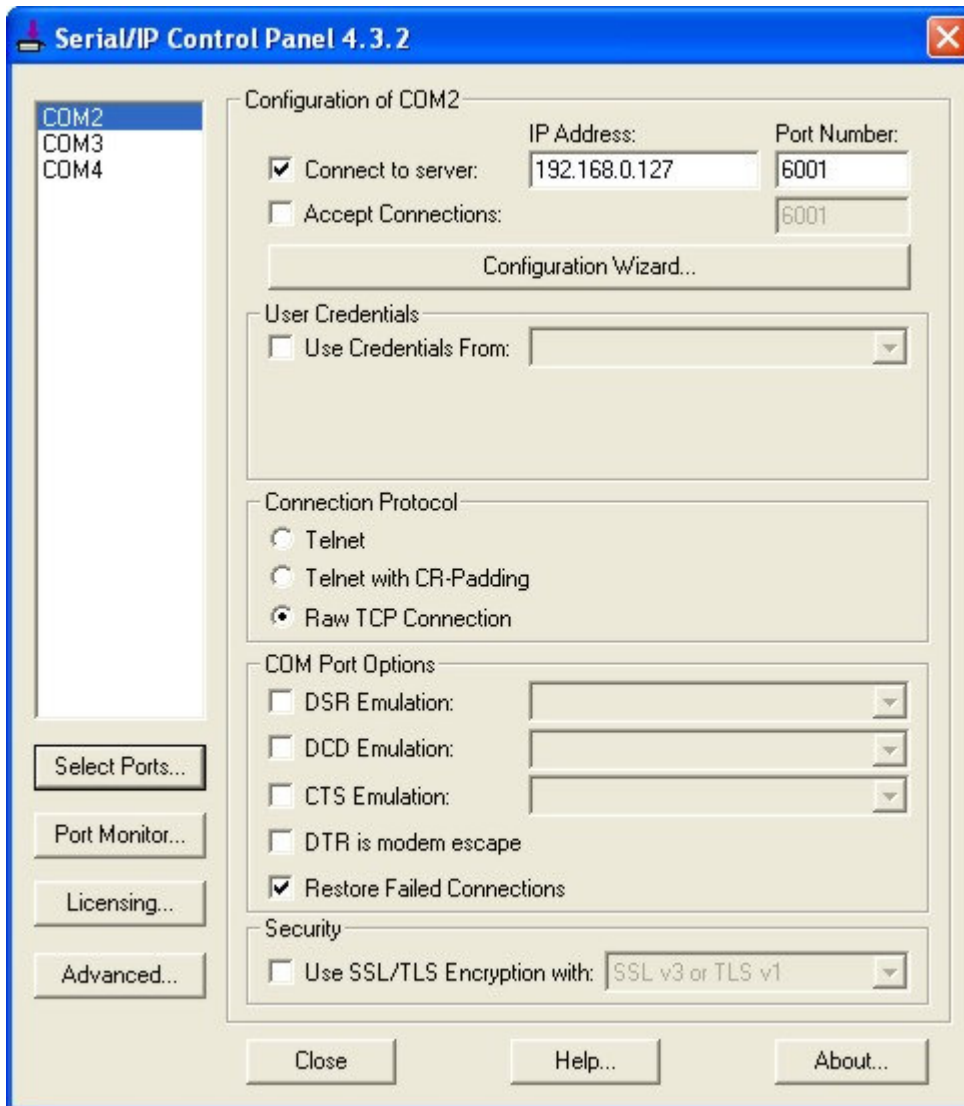 Serial/IP Control Panel 4.3.2
COM2
COM3
COM4
Configuration of COM2
IP Address: Port Number:
Connect to server: 192.168.0.127 6001
Accept Connections: 6001
Configuration Wizard...
User Credentials
Use Credentials From:
Connection Protocol
Telnet
Telnet with CR-Padding
Raw TCP Connection
COM Port Options
DSR Emulation:
DCD Emulation:
CTS Emulation:
DTR is modem escape
Restore Failed Connections
Security
Use SSL/TLS Encryption with: SSL v3 or TLS v1
Select Ports...
Port Monitor...
Licensing...
Advanced...
Close Help... About...